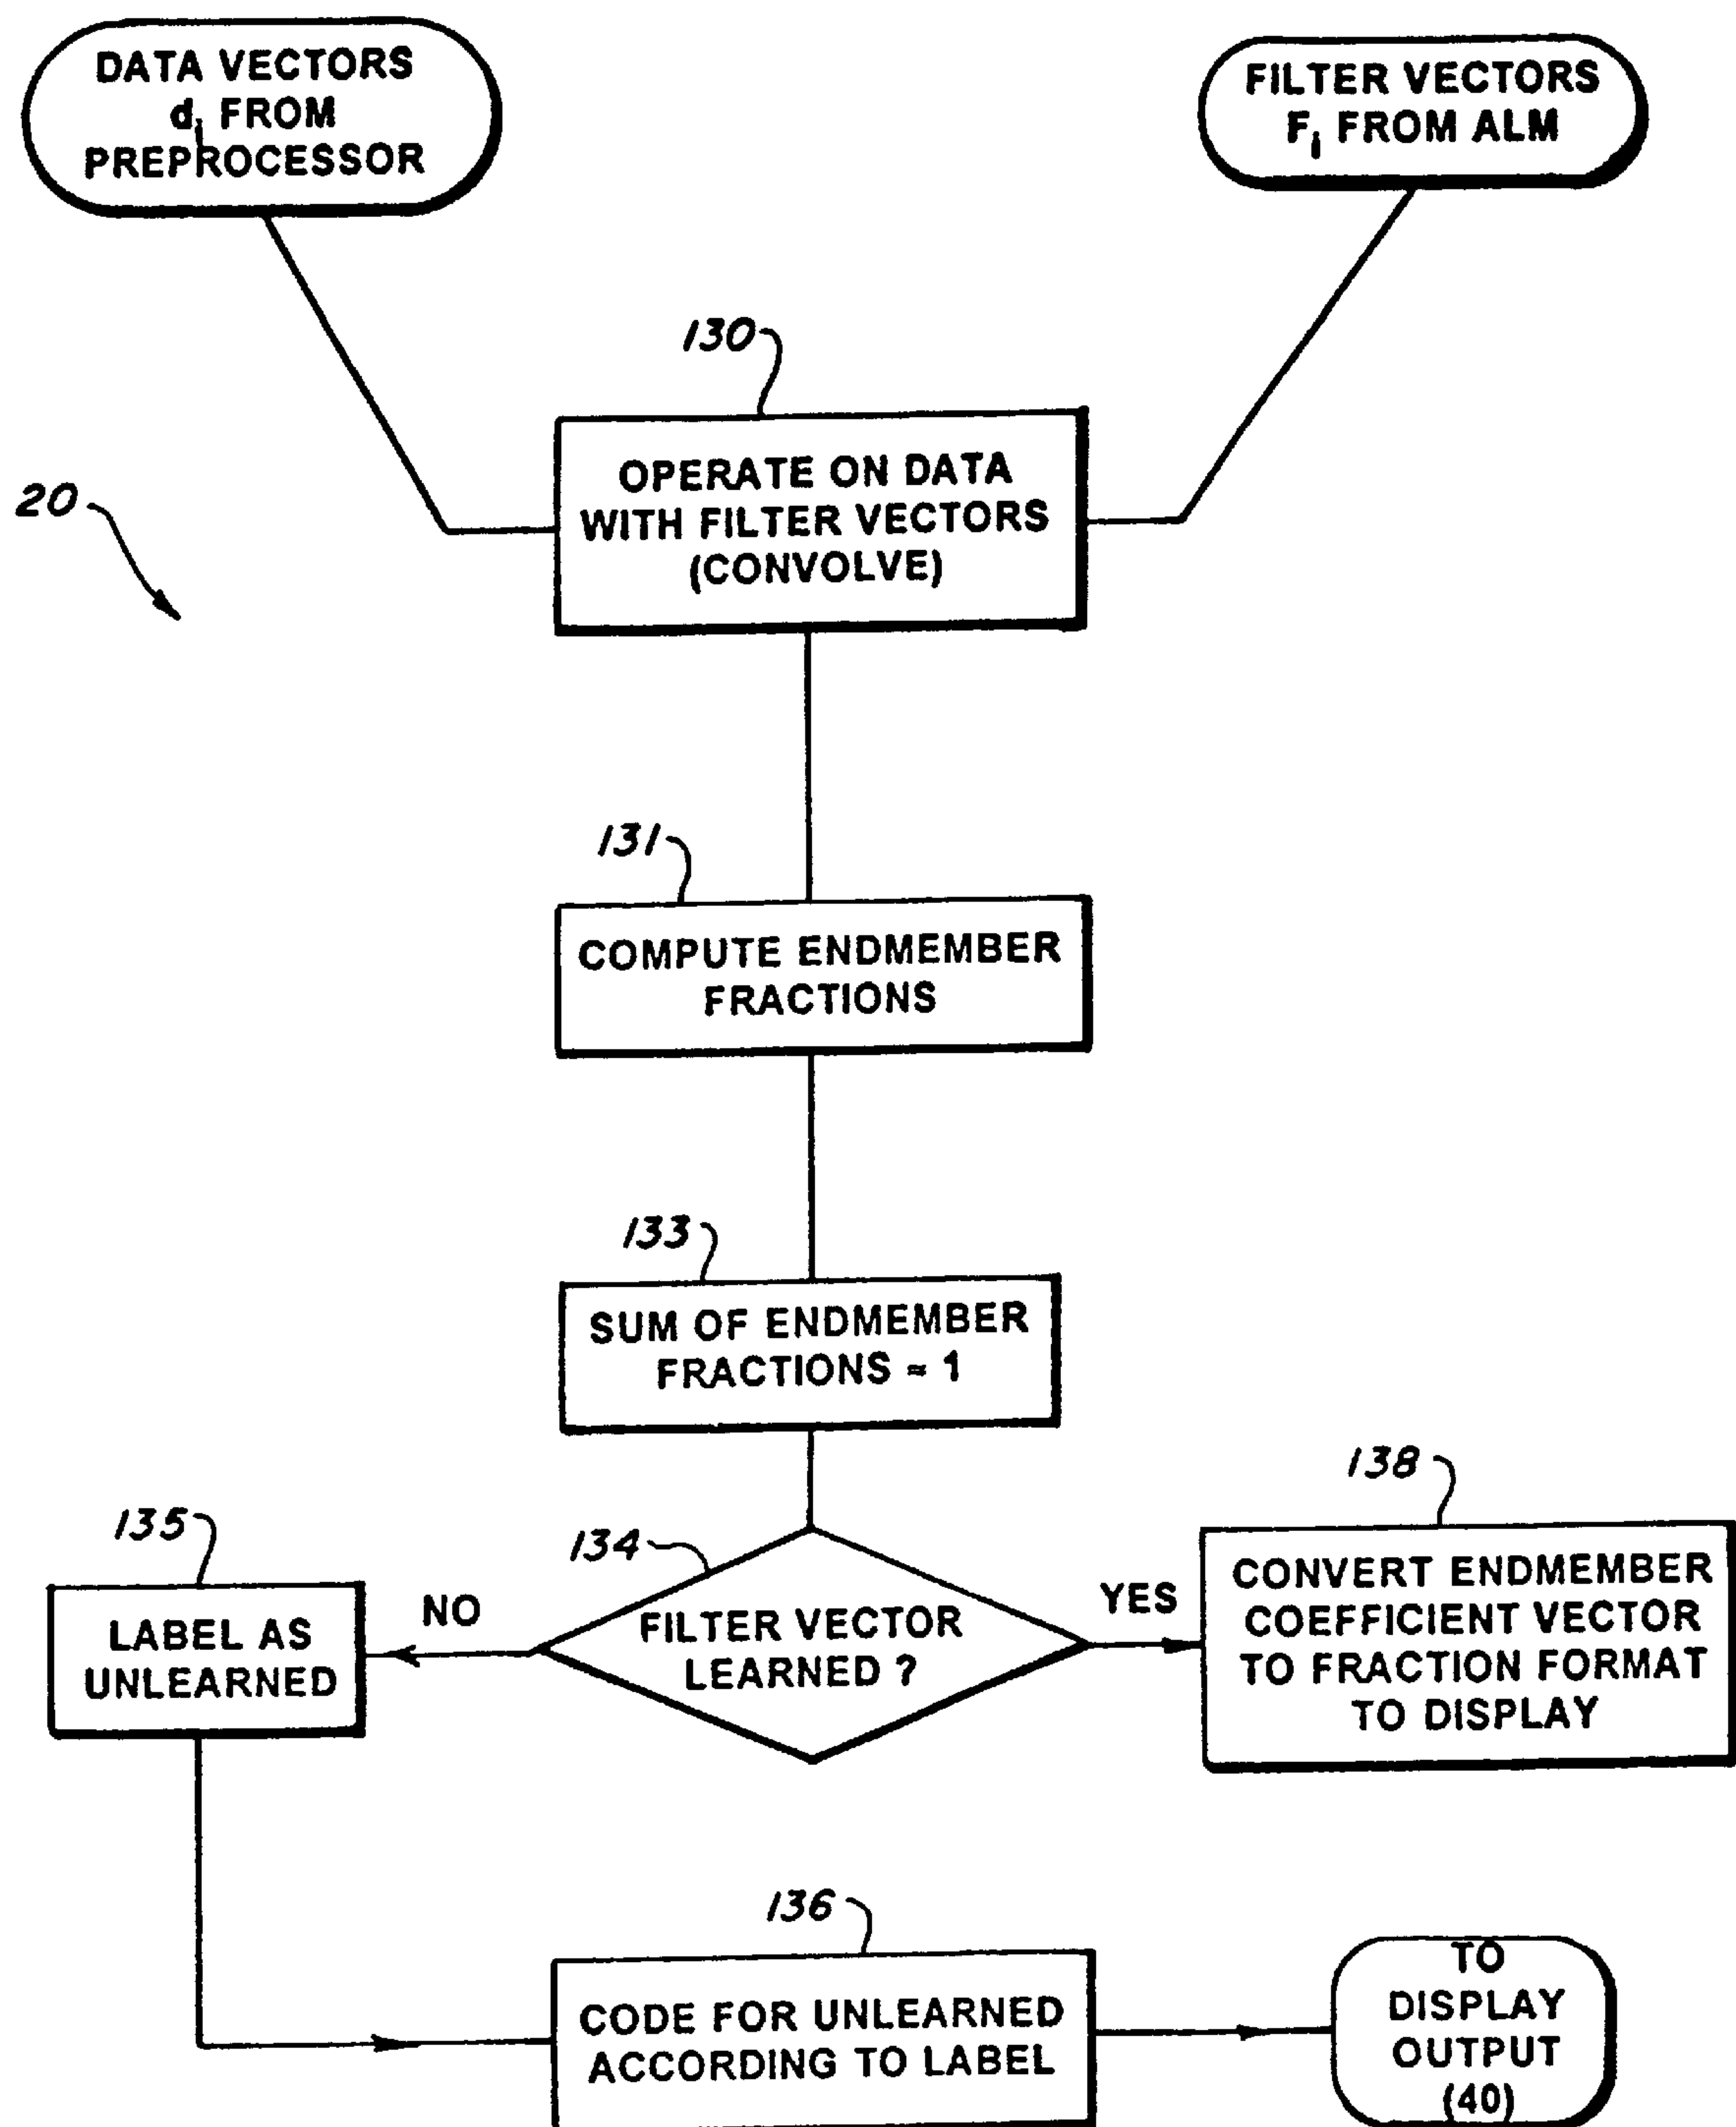 DATA VECTORS
dj FROM
PREPROCESSOR
FILTER VECTORS
Fi FROM ALM
130
OPERATE ON DATA
WITH FILTER VECTORS
(CONVOLVE)
20
131
COMPUTE ENDMEMBER
FRACTIONS
133
SUM OF ENDMEMBER
FRACTIONS ≈ 1
134
FILTER VECTOR
LEARNED ?
NO
YES
135
LABEL AS
UNLEARNED
138
CONVERT ENDMEMBER
COEFFICIENT VECTOR
TO FRACTION FORMAT
TO DISPLAY
136
CODE FOR UNLEARNED
ACCORDING TO LABEL
TO
DISPLAY
OUTPUT
(40)